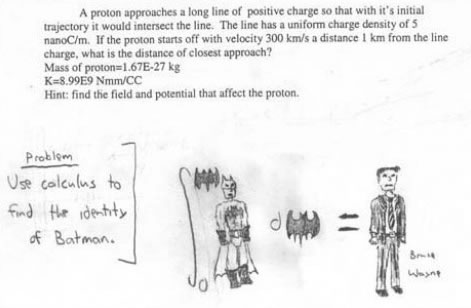 A proton approaches a long line of positive charge so that with it's initial
trajectory it would intersect the line. The line has a uniform charge density of 5
nanoC/m. If the proton starts off with velocity 300 km/s a distance 1 km from the line
charge, what is the distance of closest approach?
Mass of proton=1.67E-27 kg
K=8.99E9 Nmm/CC
Hint: find the field and potential that affect the proton.
Problem
Use calculus to
find the identity
of Batman.
∫
0
d
=
Bruce
Wayne